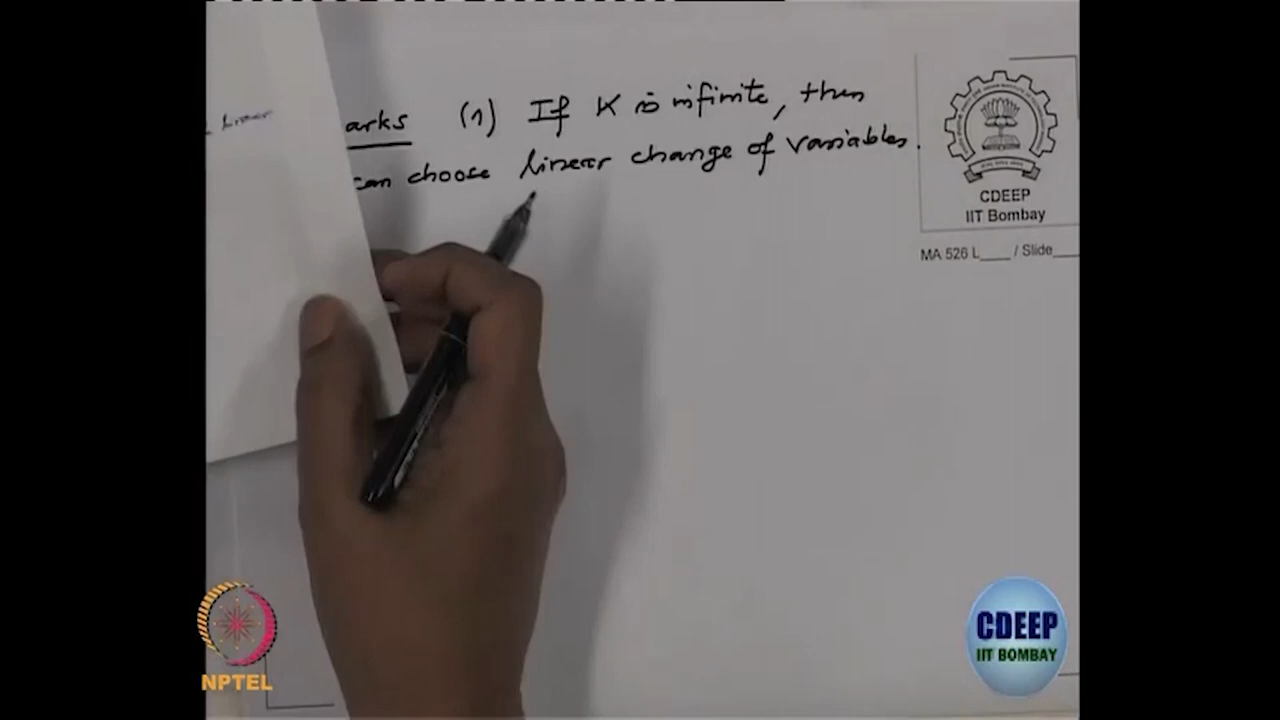 arks (1) If K is infinite, then
can choose linear change of variables.
CDEEP
IIT Bombay
MA 526 L____ / Slide___
NPTEL
CDEEP
IIT BOMBAY